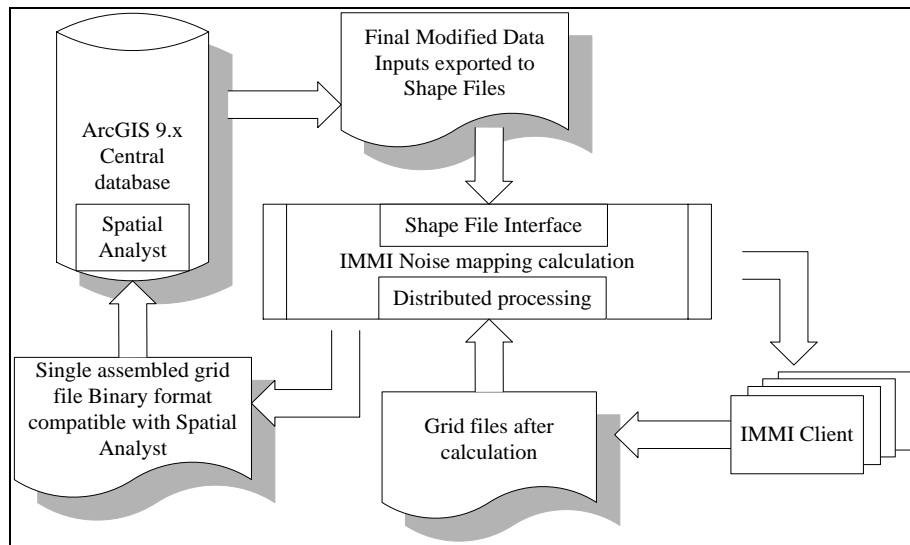 Final Modified Data
Inputs exported to
Shape Files
ArcGIS 9.x
Central
database
Spatial
Analyst
Shape File Interface
IMMI Noise mapping calculation
Distributed processing
Single assembled grid
file Binary format
compatible with Spatial
Analyst
Grid files after
calculation
IMMI Client